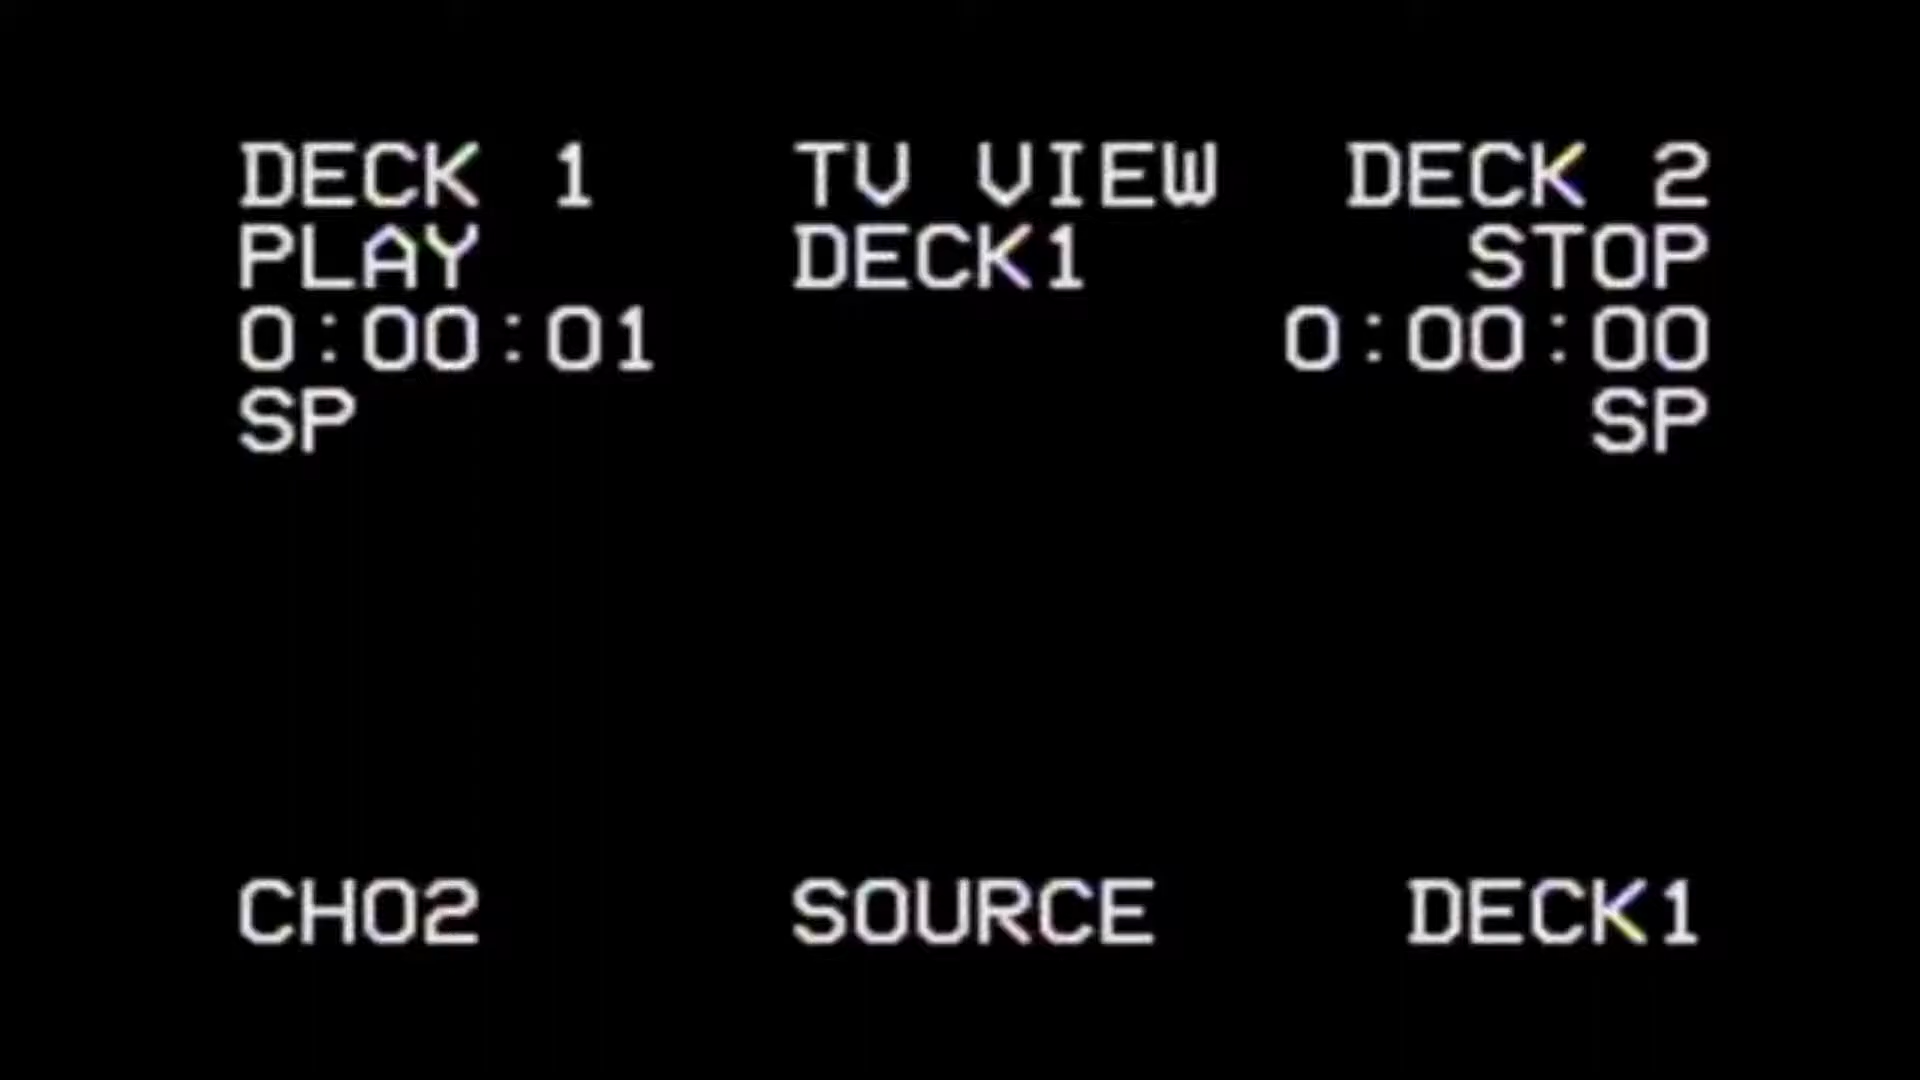 DECK 1 TV VIEW DECK 2
PLAY DECK1 STOP
0:00:01 0:00:00
SP SP
CH02 SOURCE DECK1